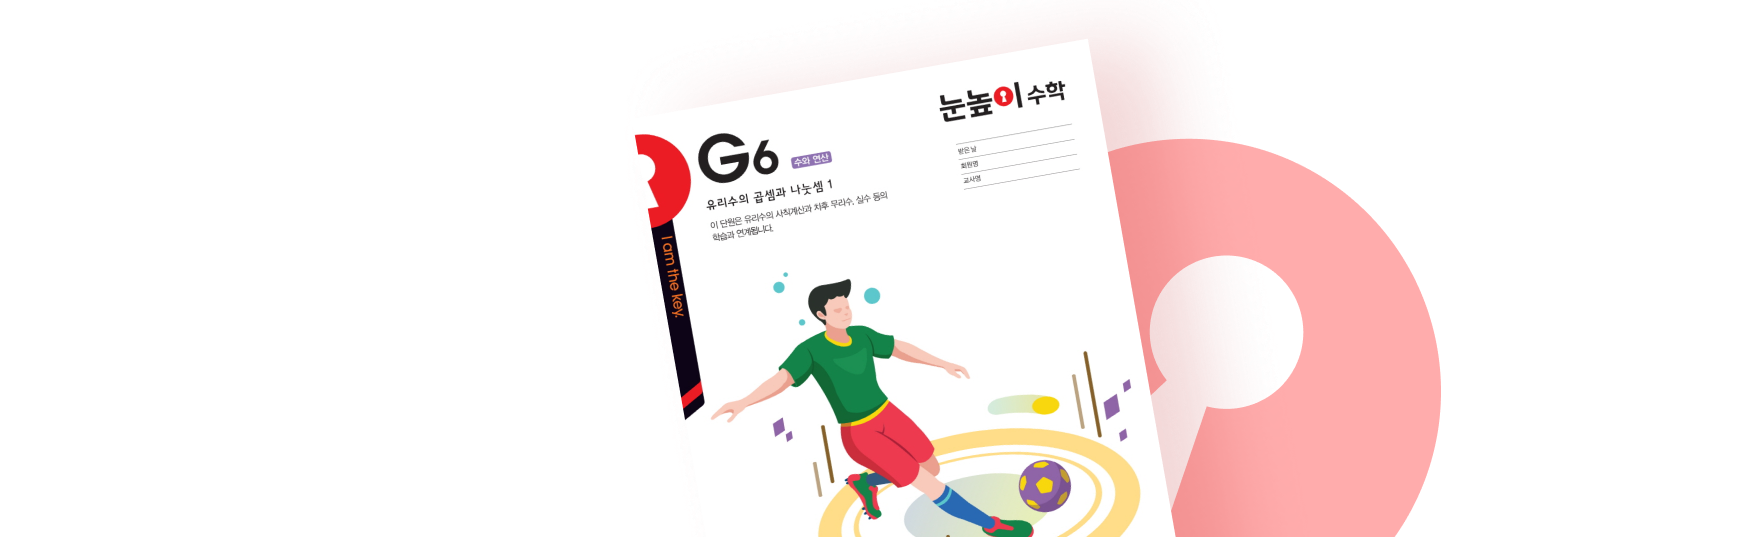 눈높이 수학
G6 수와 연산
받은 날
회원명
교사명
유리수의 곱셈과 나눗셈 1
이 단원은 유리수의 사칙계산과 차후 무리수, 실수 등의
학습과 연계됩니다.
I am the key.